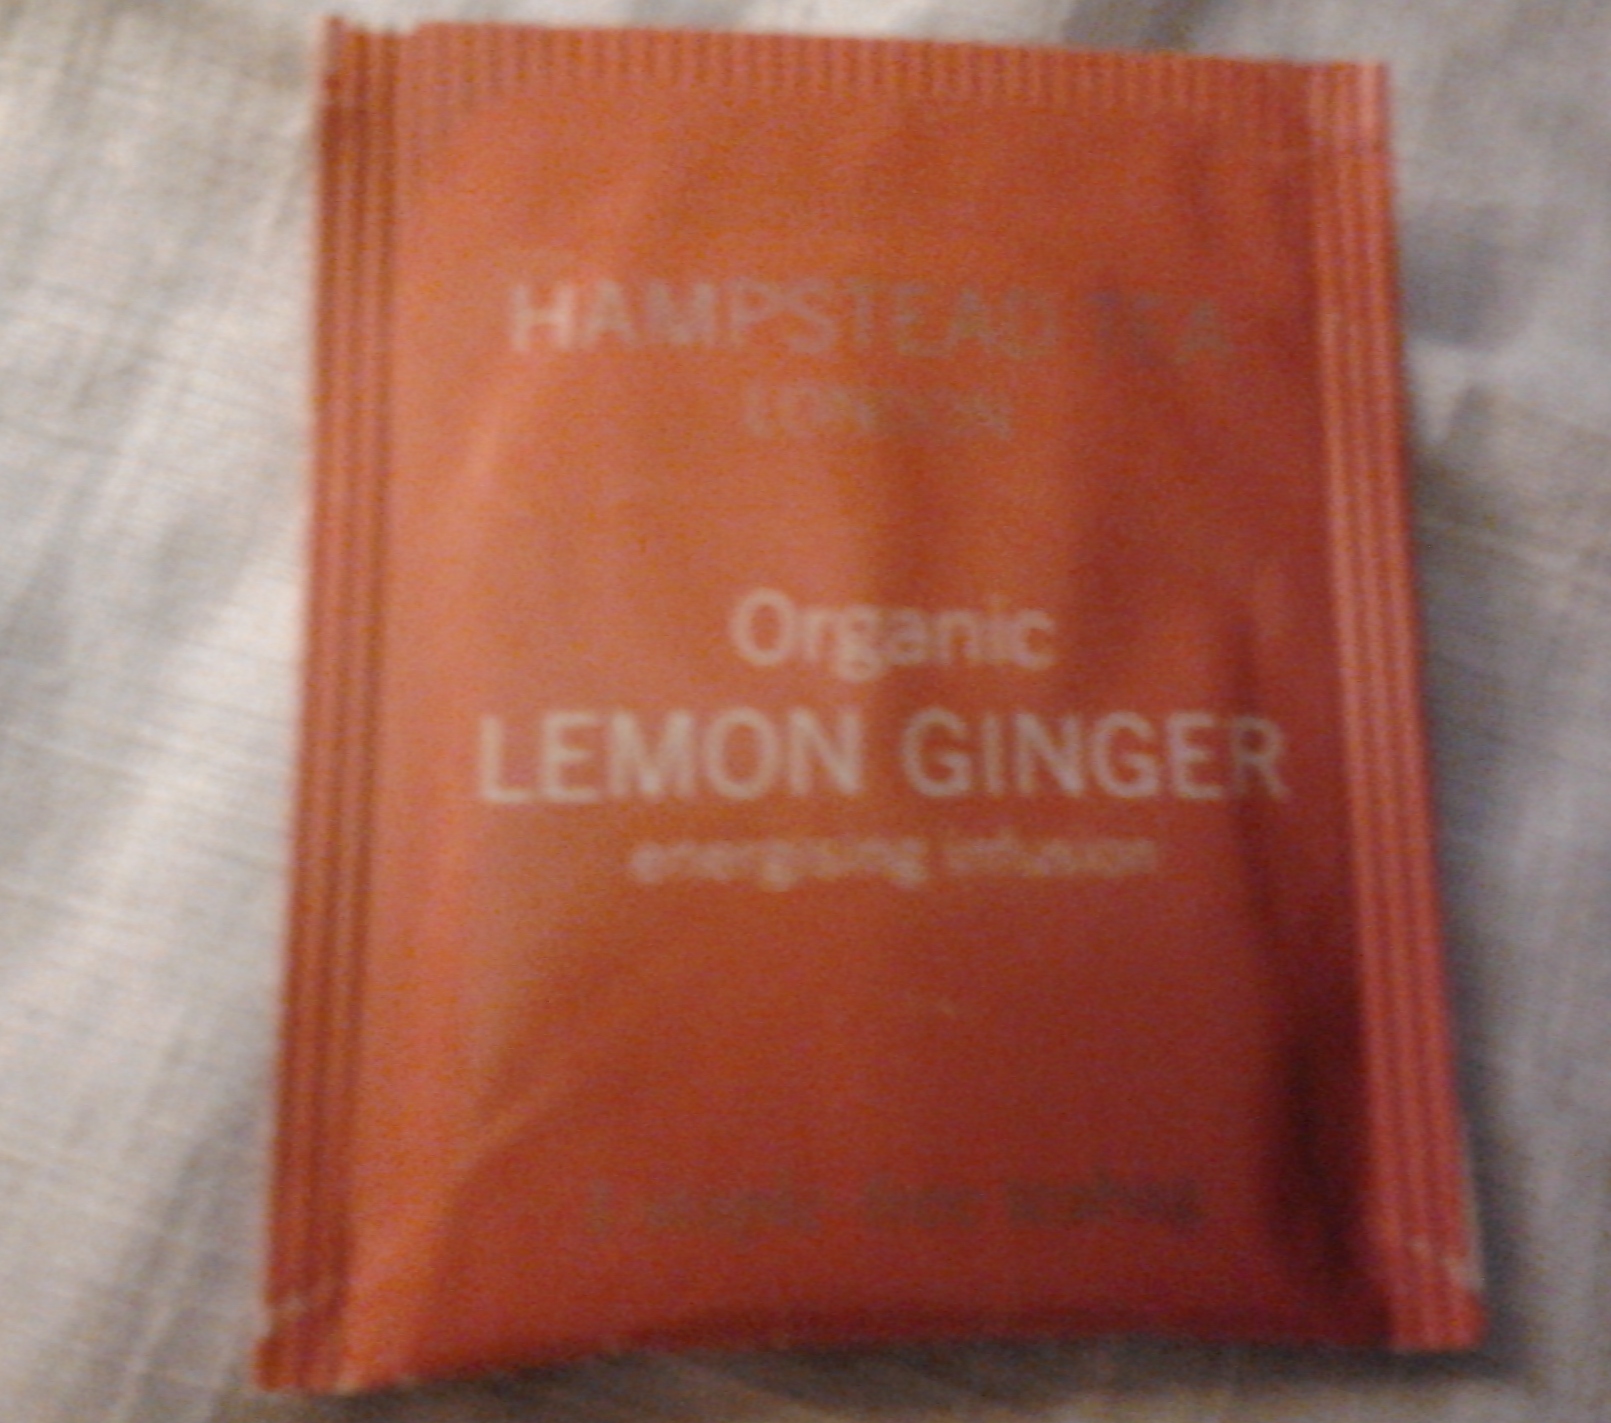 HAMPSTEAD TEA
LONDON
Organic
LEMON GINGER
energising infusion